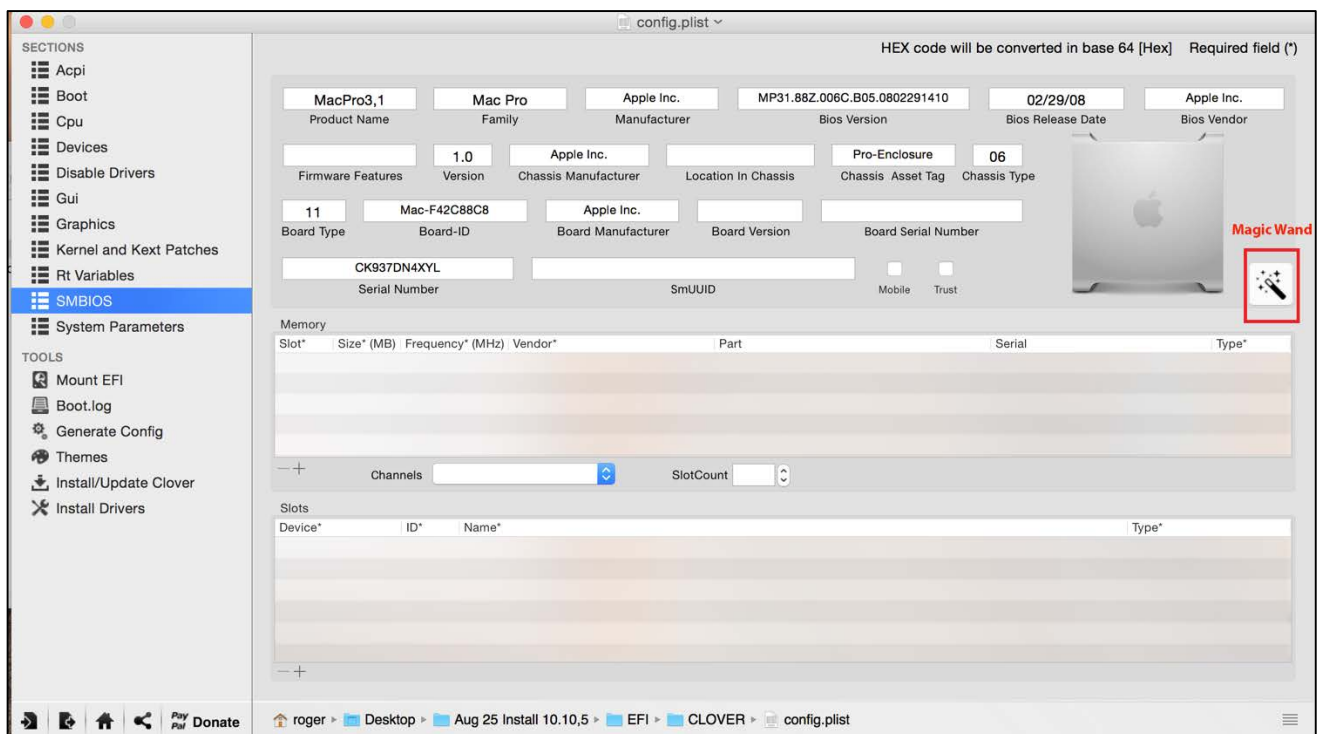 config.plist
SECTIONS
Acpi
Boot
Cpu
Devices
Disable Drivers
Gui
Graphics
Kernel and Kext Patches
Rt Variables
SMBIOS
System Parameters
TOOLS
Mount EFI
Boot.log
Generate Config
Themes
Install/Update Clover
Install Drivers
Pay Pal Donate
HEX code will be converted in base 64 [Hex] Required field (*)
MacPro3,1 Mac Pro Apple Inc. MP31.88Z.006C.B05.0802291410 02/29/08 Apple Inc.
Product Name Family Manufacturer Bios Version Bios Release Date Bios Vendor
1.0 Apple Inc. Pro-Enclosure 06
Firmware Features Version Chassis Manufacturer Location In Chassis Chassis Asset Tag Chassis Type
11 Mac-F42C88C8 Apple Inc.
Board Type Board-ID Board Manufacturer Board Version Board Serial Number
Magic Wand
CK937DN4XYL
Serial Number SmUUID Mobile Trust
Memory
Slot* Size* (MB) Frequency* (MHz) Vendor* Part Serial Type*
Channels SlotCount
Slots
Device* ID* Name* Type*
roger Desktop Aug 25 Install 10.10,5 EFI CLOVER config.plist